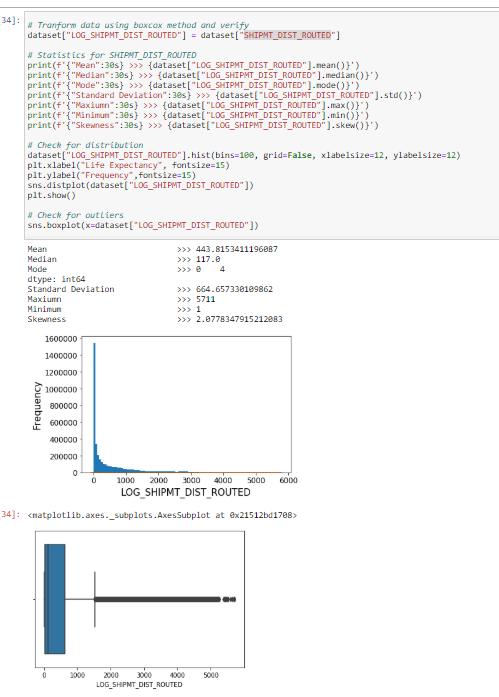 34]:
# Tranform data using boxcox method and verify
dataset["LOG_SHIPMT_DIST_ROUTED"] = dataset["SHIPMT_DIST_ROUTED"]
# Statistics for SHIPMT_DIST_ROUTED
print(f'{"Mean":30s} >>> {dataset["LOG_SHIPMT_DIST_ROUTED"].mean()}')
print(f'{"Median":30s} >>> {dataset["LOG_SHIPMT_DIST_ROUTED"].median()}')
print(f'{"Mode":30s} >>> {dataset["LOG_SHIPMT_DIST_ROUTED"].mode()}')
print(f'{"Standard Deviation":30s} >>> {dataset["LOG_SHIPMT_DIST_ROUTED"].std()}')
print(f'{"Maxiumn":30s} >>> {dataset["LOG_SHIPMT_DIST_ROUTED"].max()}')
print(f'{"Minimum":30s} >>> {dataset["LOG_SHIPMT_DIST_ROUTED"].min()}')
print(f'{"Skewness":30s} >>> {dataset["LOG_SHIPMT_DIST_ROUTED"].skew()}')
# Check for distribution
dataset["LOG_SHIPMT_DIST_ROUTED"].hist(bins=100, grid=False, xlabelsize=12, ylabelsize=12)
plt.xlabel("Life Expectancy", fontsize=15)
plt.ylabel("Frequency",fontsize=15)
sns.distplot(dataset["LOG_SHIPMT_DIST_ROUTED"])
plt.show()
# Check for outliers
sns.boxplot(x=dataset["LOG_SHIPMT_DIST_ROUTED"])
Mean >>> 443.8153411196087
Median >>> 117.0
Mode >>> 0 4
dtype: int64
Standard Deviation >>> 664.657330109862
Maxiumn >>> 5711
Minimum >>> 1
Skewness >>> 2.0778347915212083
1600000
1400000
1200000
1000000
800000
600000
400000
200000
0
Frequency
0 1000 2000 3000 4000 5000 6000
LOG_SHIPMT_DIST_ROUTED
34]: <matplotlib.axes._subplots.AxesSubplot at 0x21512bd1708>
0 1000 2000 3000 4000 5000
LOG_SHIPMT_DIST_ROUTED